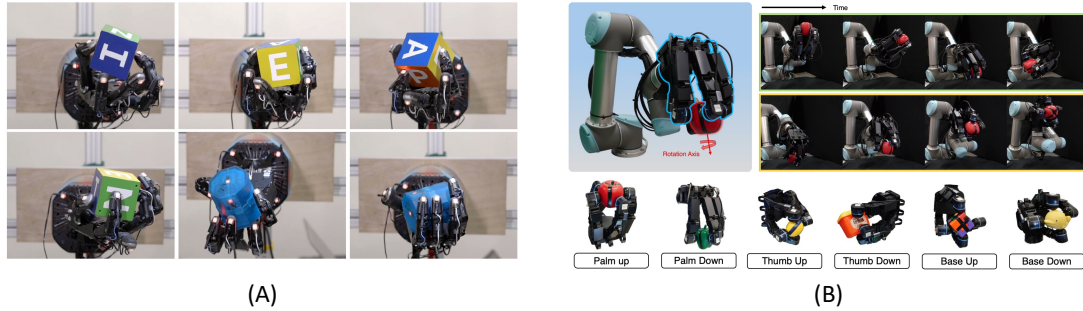 I
E
A
P
Time
Rotation Axis
Palm up
Palm Down
Thumb Up
Thumb Down
Base Up
Base Down
(A)
(B)